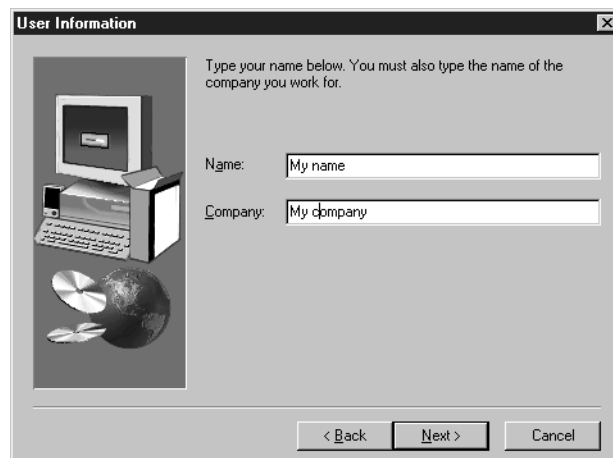 User Information
Type your name below. You must also type the name of the
company you work for.
Name: My name
Company: My company
< Back Next > Cancel